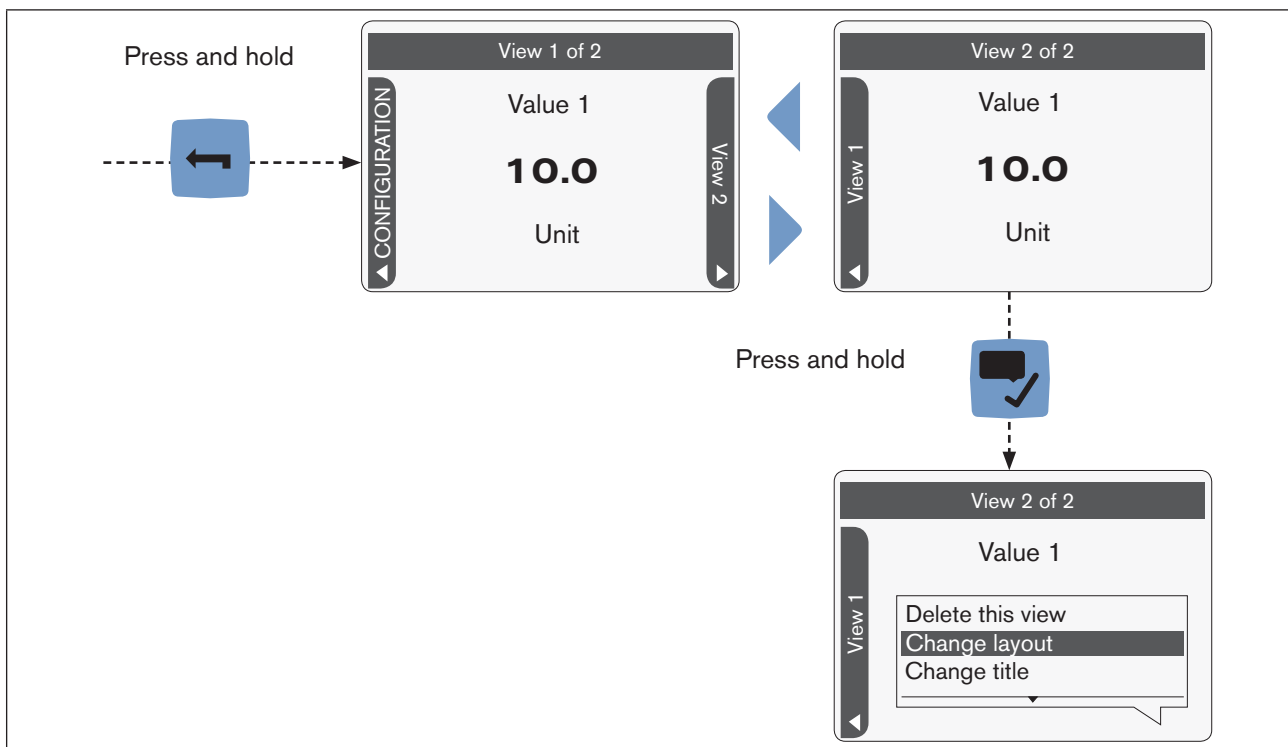 Press and hold
View 1 of 2
CONFIGURATION
Value 1
10.0
Unit
View 2
View 2 of 2
View 1
Value 1
10.0
Unit
Press and hold
View 2 of 2
View 1
Value 1
Delete this view
Change layout
Change title